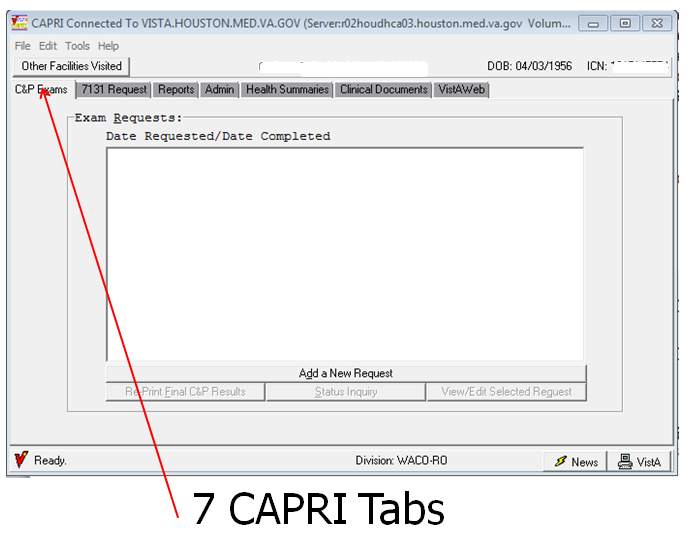 CAPRI Connected To VISTA.HOUSTON.MED.VA.GOV (Server:r02houdhca03.houston.med.va.gov Volum...
File Edit Tools Help
Other Facilities Visited DOB: 04/03/1956 ICN:
C&P Exams 7131 Request Reports Admin Health Summaries Clinical Documents VistAWeb
Exam Requests:
Date Requested/Date Completed
Add a New Request
Re-Print Final C&P Results Status Inquiry View/Edit Selected Request
Ready. Division: WACO-RO News VistA
7 CAPRI Tabs